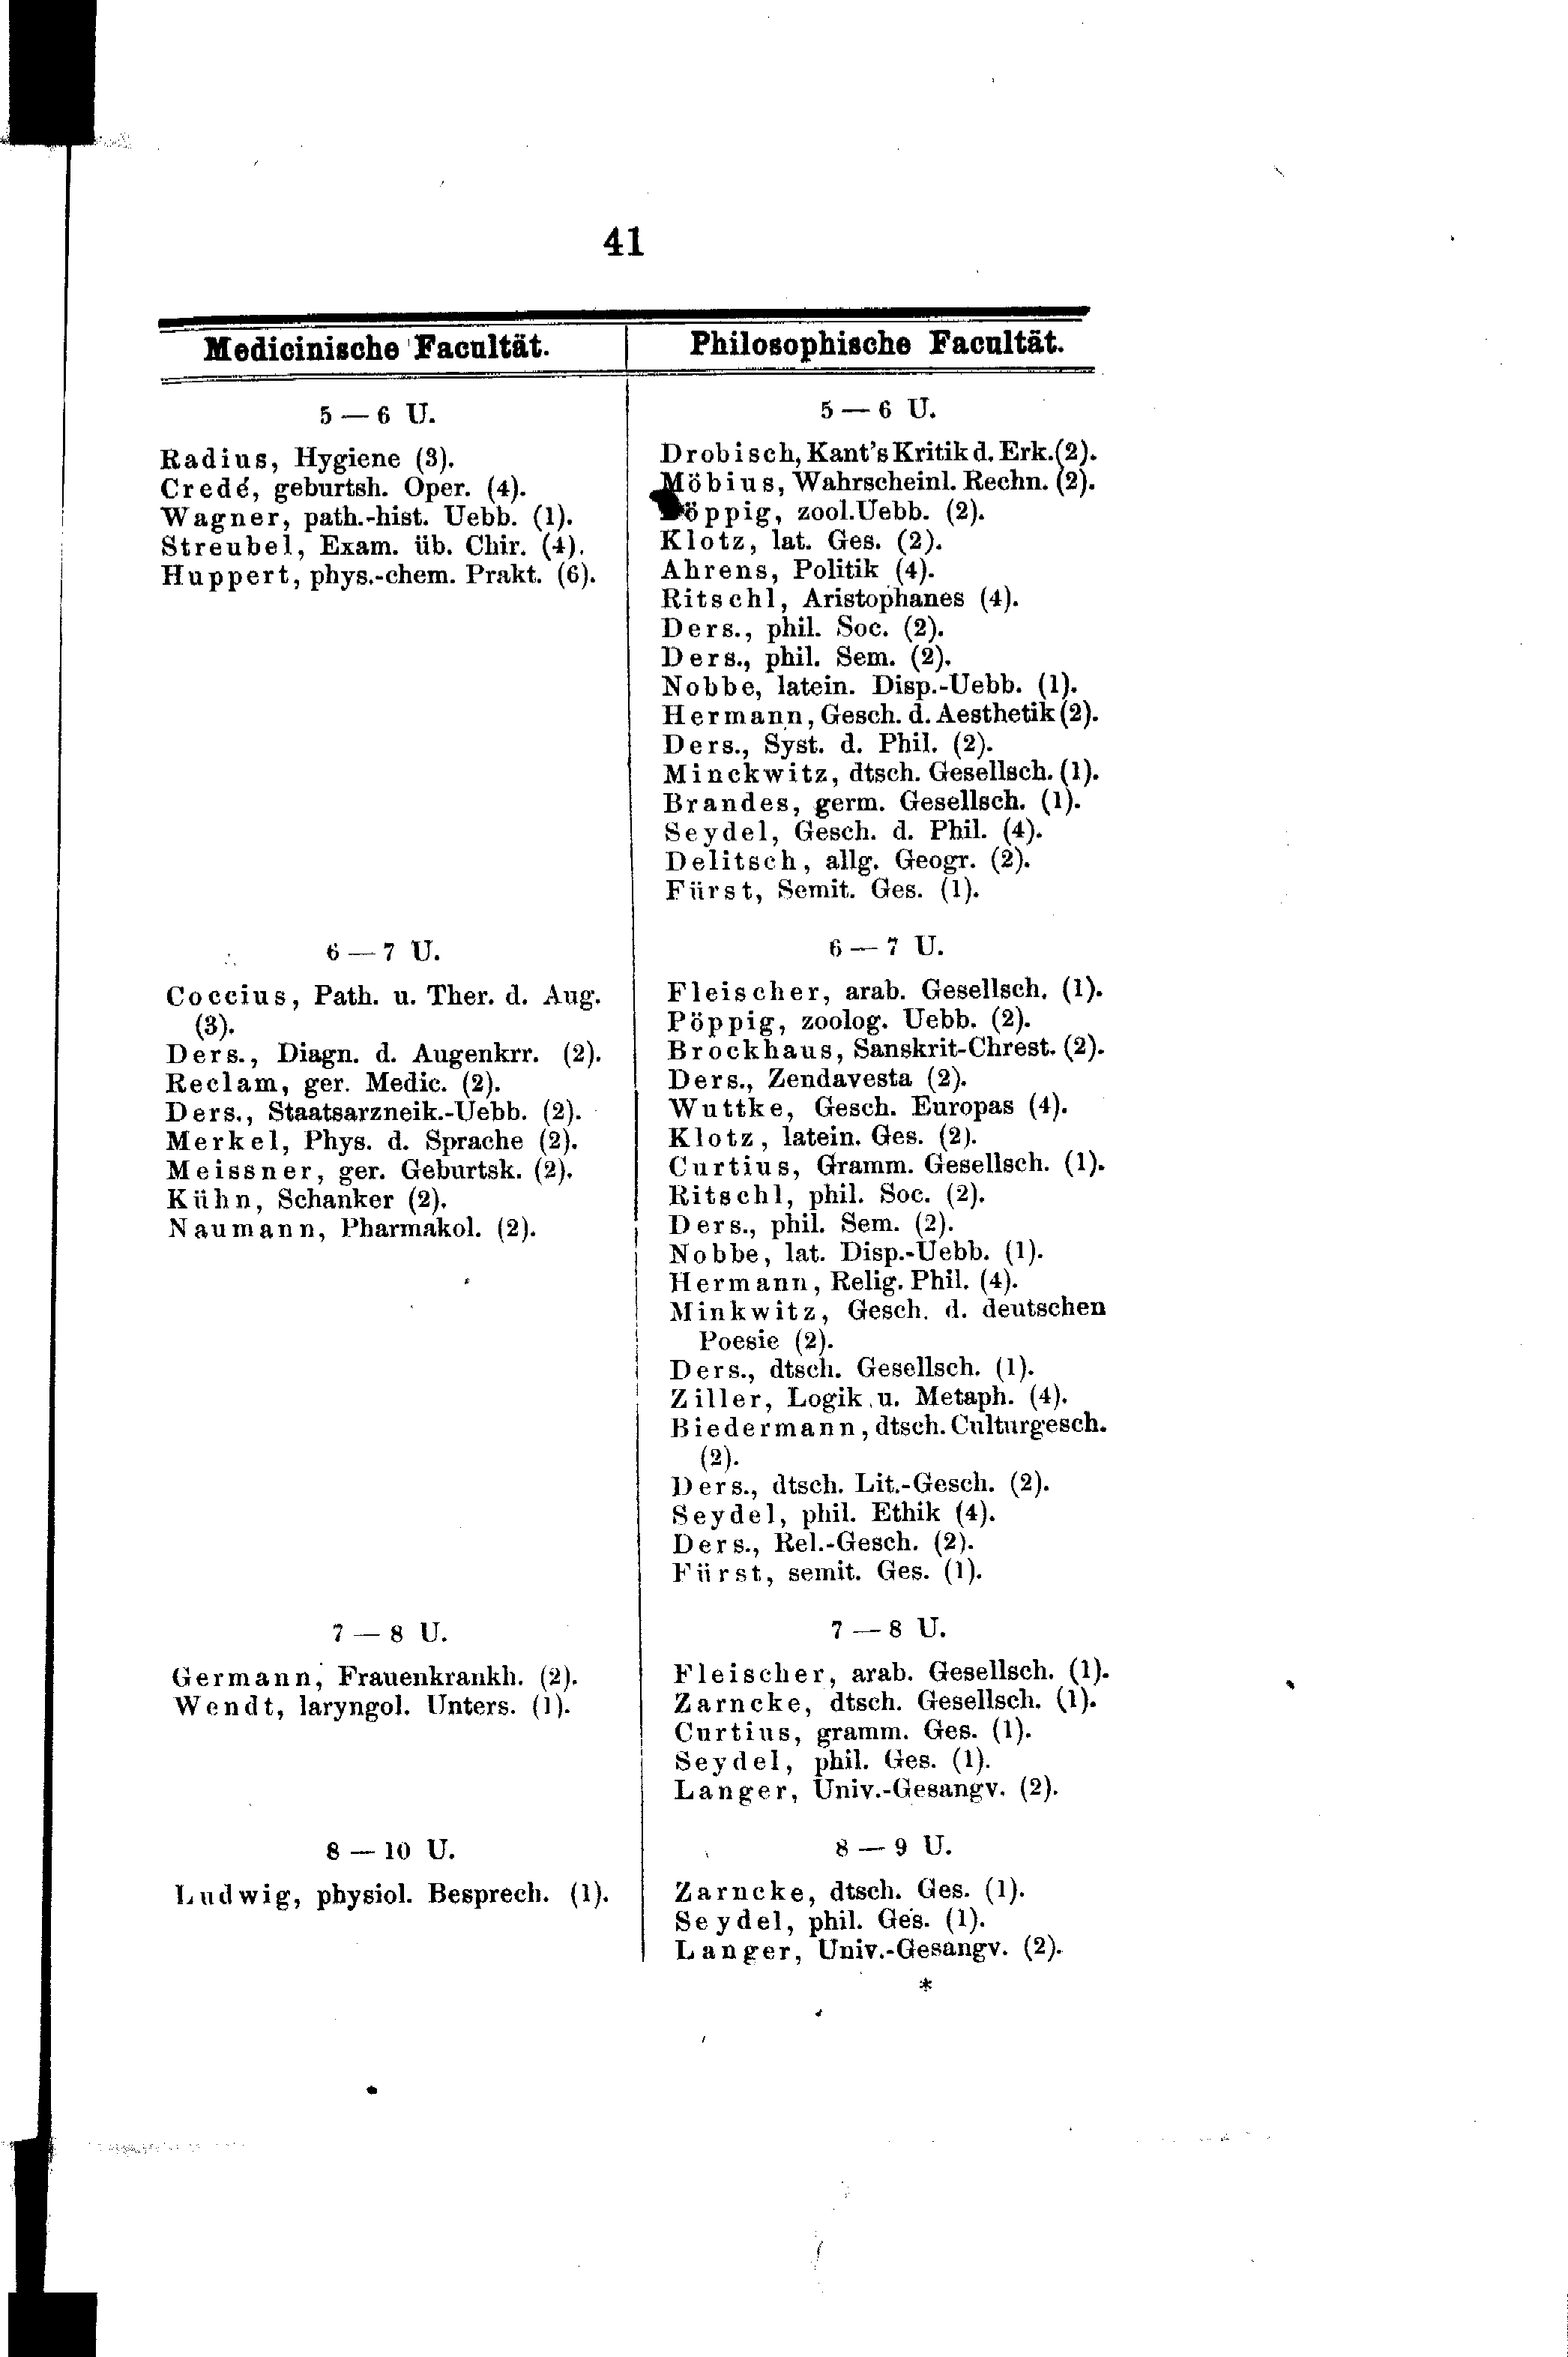 41
Medicinische Facultät.
5 — 6 U.
Radius, Hygiene (3).
Credé, geburtsh. Oper. (4).
Wagner, path.-hist. Uebb. (1).
Streubel, Exam. üb. Chir. (4).
Huppert, phys.-chem. Prakt. (6).
6 — 7 U.
Coccius, Path. u. Ther. d. Aug.
(3).
Ders., Diagn. d. Augenkrr. (2).
Reclam, ger. Medic. (2).
Ders., Staatsarzneik.-Uebb. (2).
Merkel, Phys. d. Sprache (2).
Meissner, ger. Geburtsk. (2).
Kühn, Schanker (2).
Naumann, Pharmakol. (2).
7 — 8 U.
Germann, Frauenkrankh. (2).
Wendt, laryngol. Unters. (1).
8 — 10 U.
Ludwig, physiol. Besprech. (1).
Philosophische Facultät.
5 — 6 U.
Drobisch, Kant's Kritik d. Erk. (2).
Möbius, Wahrscheinl. Rechn. (2).
Pöppig, zool. Uebb. (2).
Klotz, lat. Ges. (2).
Ahrens, Politik (4).
Ritschl, Aristophanes (4).
Ders., phil. Soc. (2).
Ders., phil. Sem. (2).
Nobbe, latein. Disp.-Uebb. (1).
Hermann, Gesch. d. Aesthetik (2).
Ders., Syst. d. Phil. (2).
Minckwitz, dtsch. Gesellsch. (1).
Brandes, germ. Gesellsch. (1).
Seydel, Gesch. d. Phil. (4).
Delitsch, allg. Geogr. (2).
Fürst, Semit. Ges. (1).
6 — 7 U.
Fleischer, arab. Gesellsch. (1).
Pöppig, zoolog. Uebb. (2).
Brockhaus, Sanskrit-Chrest. (2).
Ders., Zendavesta (2).
Wuttke, Gesch. Europas (4).
Klotz, latein. Ges. (2).
Curtius, Gramm. Gesellsch. (1).
Ritschl, phil. Soc. (2).
Ders., phil. Sem. (2).
Nobbe, lat. Disp.-Uebb. (1).
Hermann, Relig. Phil. (4).
Minkwitz, Gesch. d. deutschen
Poesie (2).
Ders., dtsch. Gesellsch. (1).
Ziller, Logik u. Metaph. (4).
Biedermann, dtsch. Culturgesch.
(2).
Ders., dtsch. Lit.-Gesch. (2).
Seydel, phil. Ethik (4).
Ders., Rel.-Gesch. (2).
Fürst, semit. Ges. (1).
7 — 8 U.
Fleischer, arab. Gesellsch. (1).
Zarncke, dtsch. Gesellsch. (1).
Curtius, gramm. Ges. (1).
Seydel, phil. Ges. (1).
Langer, Univ.-Gesangv. (2).
8 — 9 U.
Zarncke, dtsch. Ges. (1).
Seydel, phil. Ges. (1).
Langer, Univ.-Gesangv. (2).
*